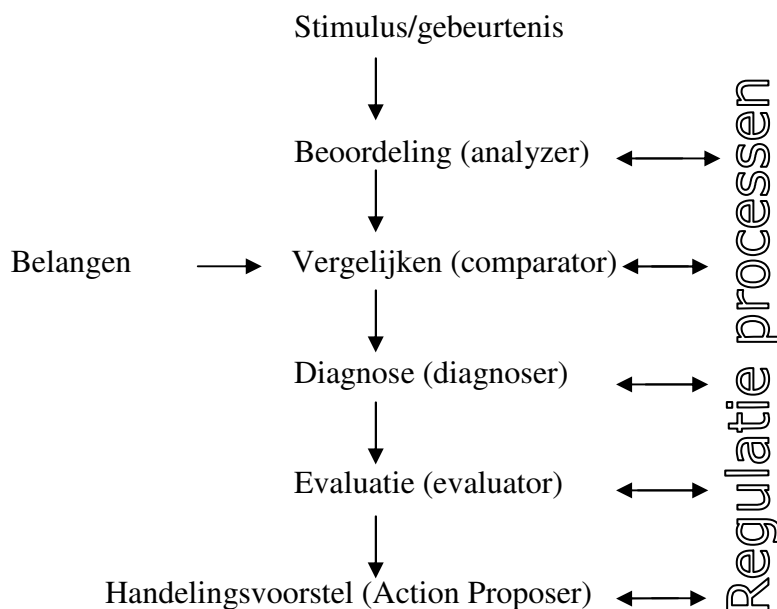 Stimulus/gebeurtenis
Beoordeling (analyzer)
Belangen
Vergelijken (comparator)
Diagnose (diagnoser)
Evaluatie (evaluator)
Handelingsvoorstel (Action Proposer)
Regulatie processen